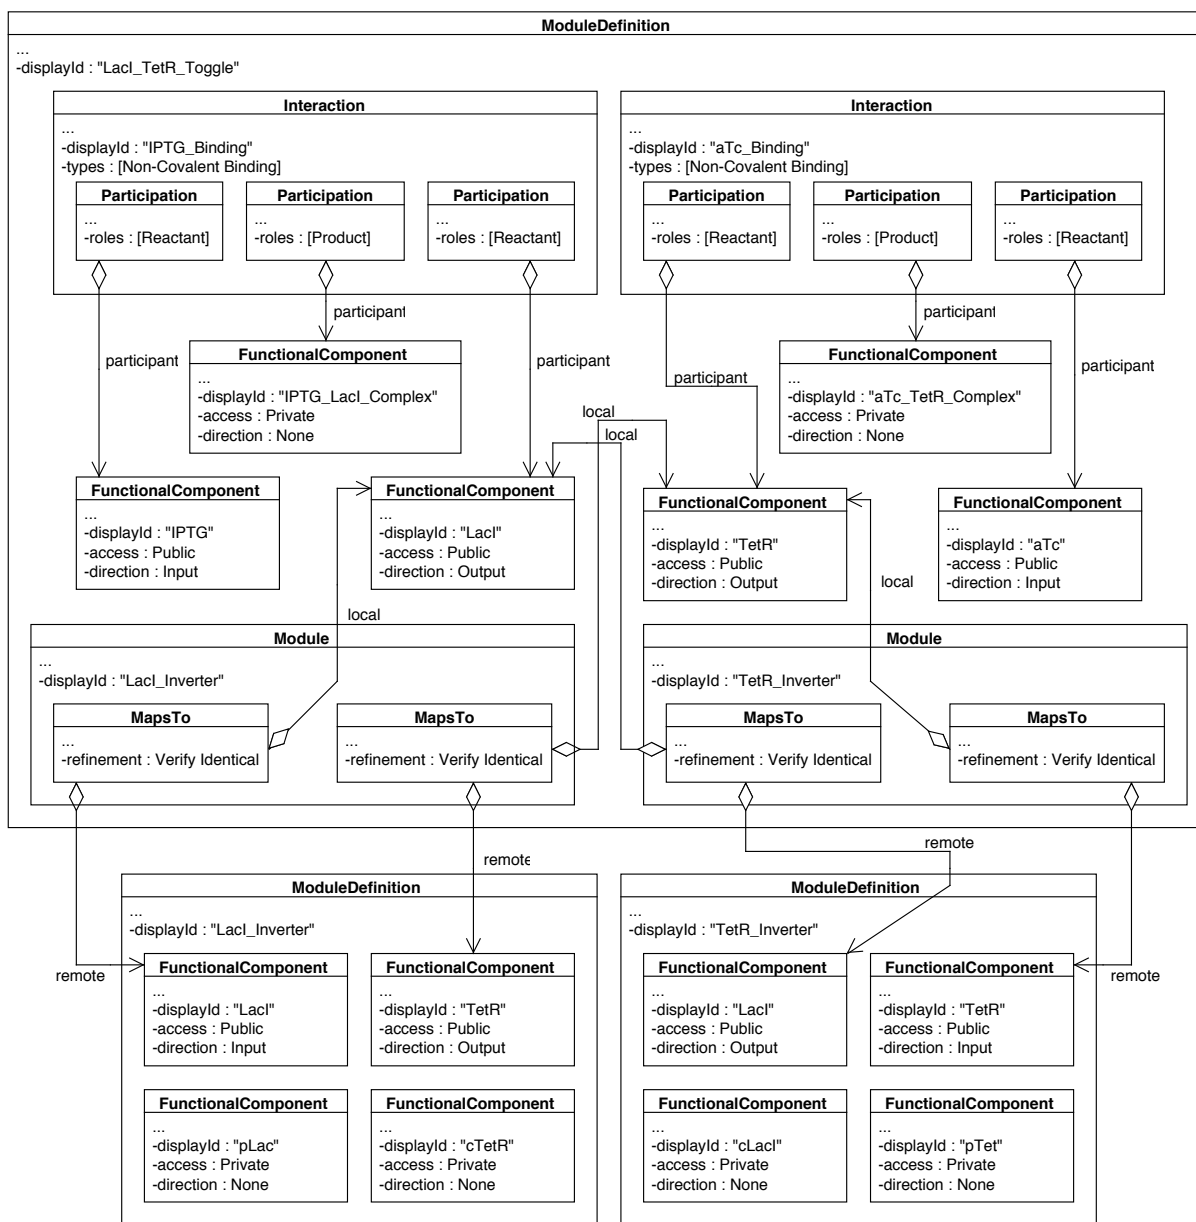 ModuleDefinition
...
-displayId : "LacI_TetR_Toggle"
Interaction
...
-displayId : "IPTG_Binding"
-types : [Non-Covalent Binding]
Participation
...
-roles : [Reactant]
Participation
...
-roles : [Product]
Participation
...
-roles : [Reactant]
Interaction
...
-displayId : "aTc_Binding"
-types : [Non-Covalent Binding]
Participation
...
-roles : [Reactant]
Participation
...
-roles : [Product]
Participation
...
-roles : [Reactant]
participant
participant
participant
participant
participant
participant
FunctionalComponent
...
-displayId : "IPTG_LacI_Complex"
-access : Private
-direction : None
FunctionalComponent
...
-displayId : "aTc_TetR_Complex"
-access : Private
-direction : None
local
local
FunctionalComponent
...
-displayId : "IPTG"
-access : Public
-direction : Input
FunctionalComponent
...
-displayId : "LacI"
-access : Public
-direction : Output
FunctionalComponent
...
-displayId : "TetR"
-access : Public
-direction : Output
FunctionalComponent
...
-displayId : "aTc"
-access : Public
-direction : Input
local
local
Module
...
-displayId : "LacI_Inverter"
MapsTo
...
-refinement : Verify Identical
MapsTo
...
-refinement : Verify Identical
Module
...
-displayId : "TetR_Inverter"
MapsTo
...
-refinement : Verify Identical
MapsTo
...
-refinement : Verify Identical
remote
remote
remote
remote
ModuleDefinition
...
-displayId : "LacI_Inverter"
FunctionalComponent
...
-displayId : "LacI"
-access : Public
-direction : Input
FunctionalComponent
...
-displayId : "TetR"
-access : Public
-direction : Output
FunctionalComponent
...
-displayId : "pLac"
-access : Private
-direction : None
FunctionalComponent
...
-displayId : "cTetR"
-access : Private
-direction : None
ModuleDefinition
...
-displayId : "TetR_Inverter"
FunctionalComponent
...
-displayId : "LacI"
-access : Public
-direction : Output
FunctionalComponent
...
-displayId : "TetR"
-access : Public
-direction : Input
FunctionalComponent
...
-displayId : "cLacI"
-access : Private
-direction : None
FunctionalComponent
...
-displayId : "pTet"
-access : Private
-direction : None